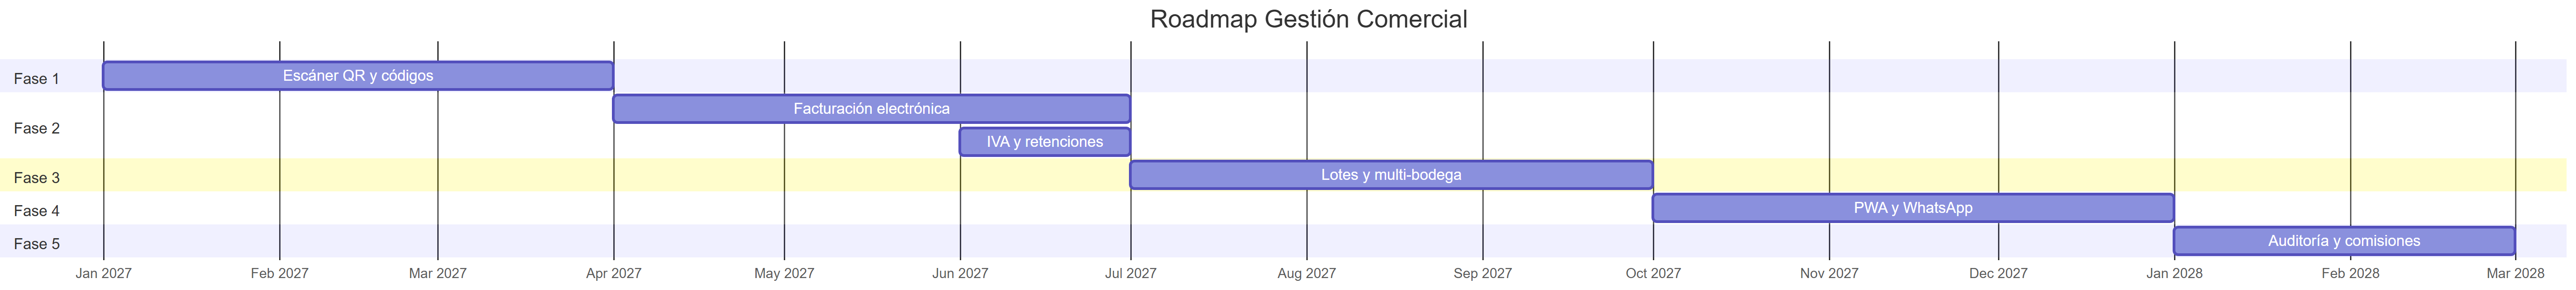 Roadmap Gestión Comercial
Fase 1
Escáner QR y códigos
Fase 2
Facturación electrónica
IVA y retenciones
Fase 3
Lotes y multi-bodega
Fase 4
PWA y WhatsApp
Fase 5
Auditoría y comisiones
Jan 2027 Feb 2027 Mar 2027 Apr 2027 May 2027 Jun 2027 Jul 2027 Aug 2027 Sep 2027 Oct 2027 Nov 2027 Dec 2027 Jan 2028 Feb 2028 Mar 2028